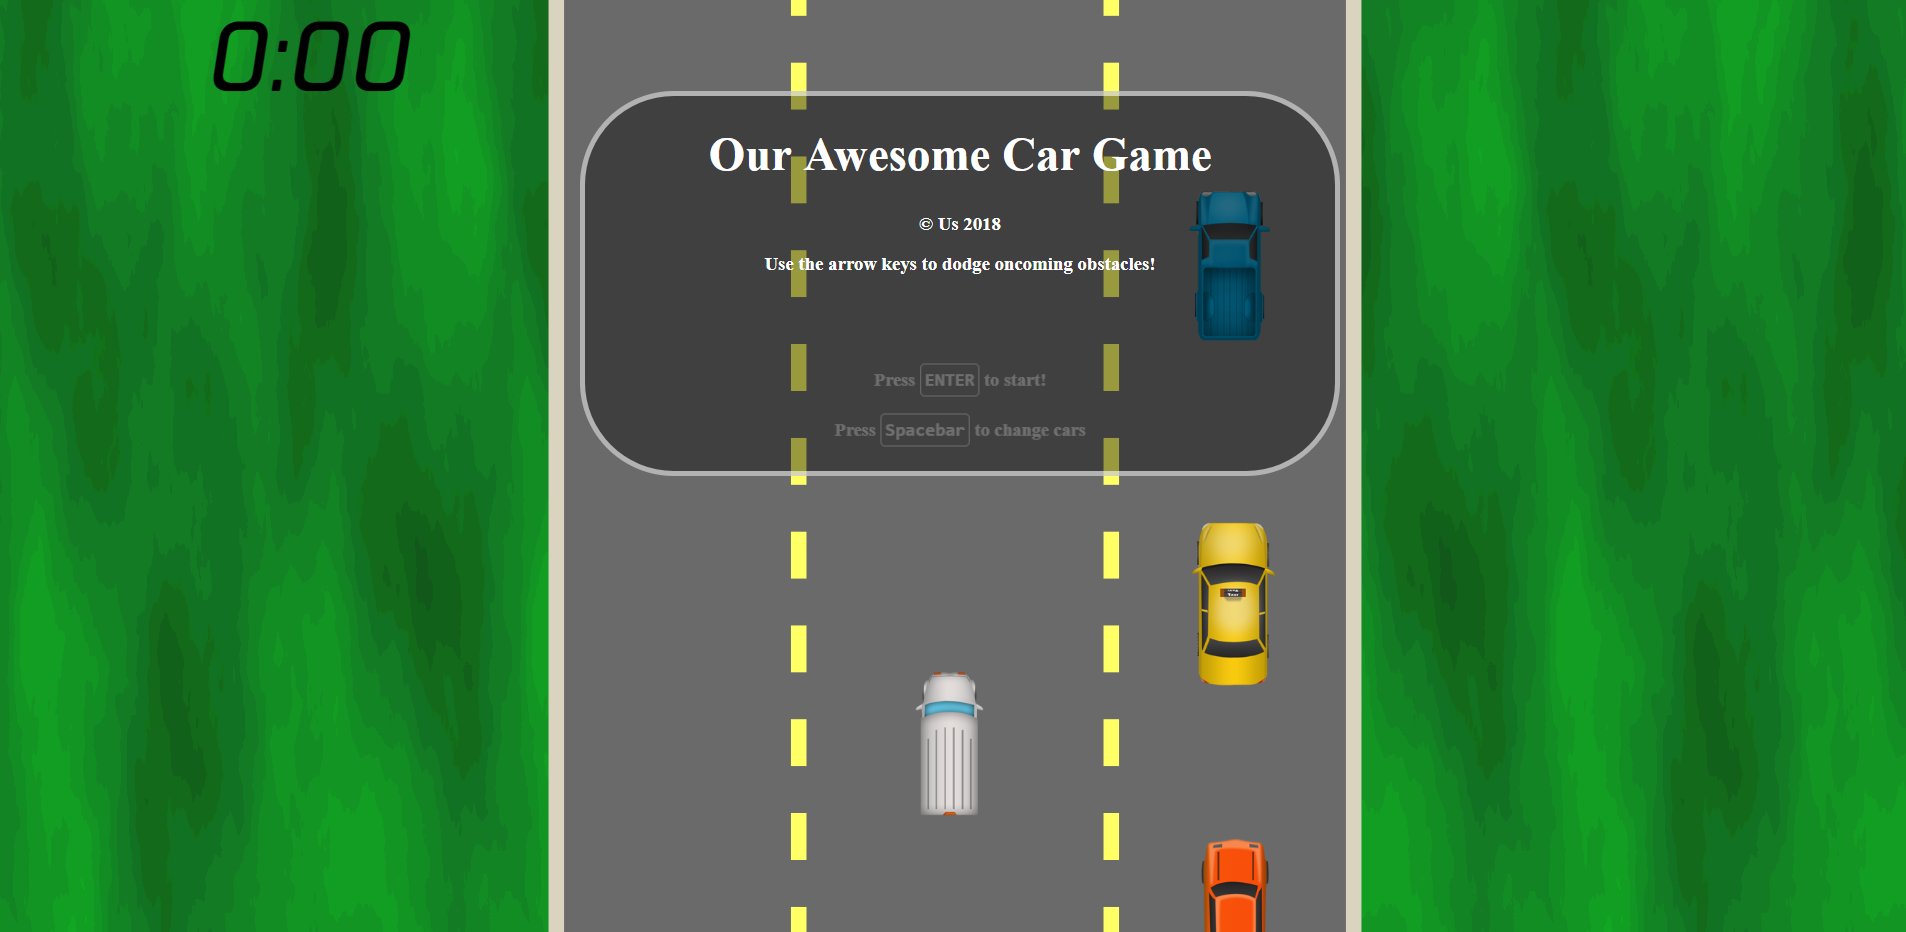 0:00
Our Awesome Car Game
© Us 2018
Use the arrow keys to dodge oncoming obstacles!
Press ENTER to start!
Press Spacebar to change cars